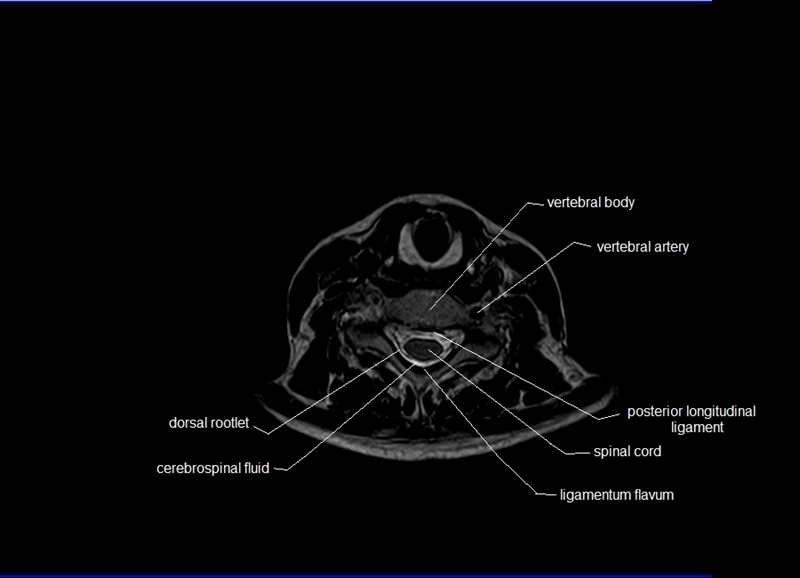 vertebral body
vertebral artery
posterior longitudinal
ligament
dorsal rootlet
spinal cord
cerebrospinal fluid
ligamentum flavum